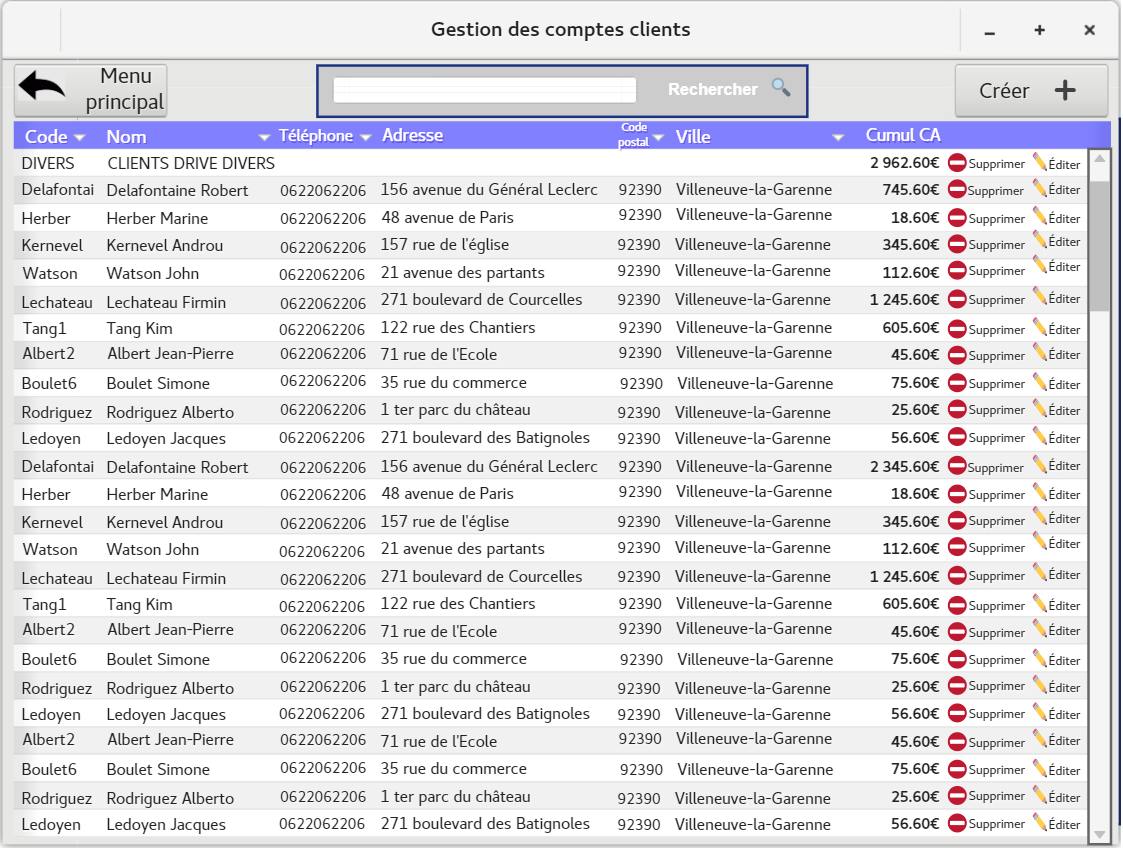 Gestion des comptes clients
Menu principal
Rechercher
Créer
Code Nom Téléphone Adresse Code postal Ville Cumul CA
DIVERS CLIENTS DRIVE DIVERS 2 962.60€ Supprimer Éditer
Delafontai Delafontaine Robert 0622062206 156 avenue du Général Leclerc 92390 Villeneuve-la-Garenne 745.60€ Supprimer Éditer
Herber Herber Marine 0622062206 48 avenue de Paris 92390 Villeneuve-la-Garenne 18.60€ Supprimer Éditer
Kernevel Kernevel Androu 0622062206 157 rue de l'église 92390 Villeneuve-la-Garenne 345.60€ Supprimer Éditer
Watson Watson John 0622062206 21 avenue des partants 92390 Villeneuve-la-Garenne 112.60€ Supprimer Éditer
Lechateau Lechateau Firmin 0622062206 271 boulevard de Courcelles 92390 Villeneuve-la-Garenne 1 245.60€ Supprimer Éditer
Tang1 Tang Kim 0622062206 122 rue des Chantiers 92390 Villeneuve-la-Garenne 605.60€ Supprimer Éditer
Albert2 Albert Jean-Pierre 0622062206 71 rue de l'Ecole 92390 Villeneuve-la-Garenne 45.60€ Supprimer Éditer
Boulet6 Boulet Simone 0622062206 35 rue du commerce 92390 Villeneuve-la-Garenne 75.60€ Supprimer Éditer
Rodriguez Rodriguez Alberto 0622062206 1 ter parc du château 92390 Villeneuve-la-Garenne 25.60€ Supprimer Éditer
Ledoyen Ledoyen Jacques 0622062206 271 boulevard des Batignoles 92390 Villeneuve-la-Garenne 56.60€ Supprimer Éditer
Delafontai Delafontaine Robert 0622062206 156 avenue du Général Leclerc 92390 Villeneuve-la-Garenne 2 345.60€ Supprimer Éditer
Herber Herber Marine 0622062206 48 avenue de Paris 92390 Villeneuve-la-Garenne 18.60€ Supprimer Éditer
Kernevel Kernevel Androu 0622062206 157 rue de l'église 92390 Villeneuve-la-Garenne 345.60€ Supprimer Éditer
Watson Watson John 0622062206 21 avenue des partants 92390 Villeneuve-la-Garenne 112.60€ Supprimer Éditer
Lechateau Lechateau Firmin 0622062206 271 boulevard de Courcelles 92390 Villeneuve-la-Garenne 1 245.60€ Supprimer Éditer
Tang1 Tang Kim 0622062206 122 rue des Chantiers 92390 Villeneuve-la-Garenne 605.60€ Supprimer Éditer
Albert2 Albert Jean-Pierre 0622062206 71 rue de l'Ecole 92390 Villeneuve-la-Garenne 45.60€ Supprimer Éditer
Boulet6 Boulet Simone 0622062206 35 rue du commerce 92390 Villeneuve-la-Garenne 75.60€ Supprimer Éditer
Rodriguez Rodriguez Alberto 0622062206 1 ter parc du château 92390 Villeneuve-la-Garenne 25.60€ Supprimer Éditer
Ledoyen Ledoyen Jacques 0622062206 271 boulevard des Batignoles 92390 Villeneuve-la-Garenne 56.60€ Supprimer Éditer
Albert2 Albert Jean-Pierre 0622062206 71 rue de l'Ecole 92390 Villeneuve-la-Garenne 45.60€ Supprimer Éditer
Boulet6 Boulet Simone 0622062206 35 rue du commerce 92390 Villeneuve-la-Garenne 75.60€ Supprimer Éditer
Rodriguez Rodriguez Alberto 0622062206 1 ter parc du château 92390 Villeneuve-la-Garenne 25.60€ Supprimer Éditer
Ledoyen Ledoyen Jacques 0622062206 271 boulevard des Batignoles 92390 Villeneuve-la-Garenne 56.60€ Supprimer Éditer